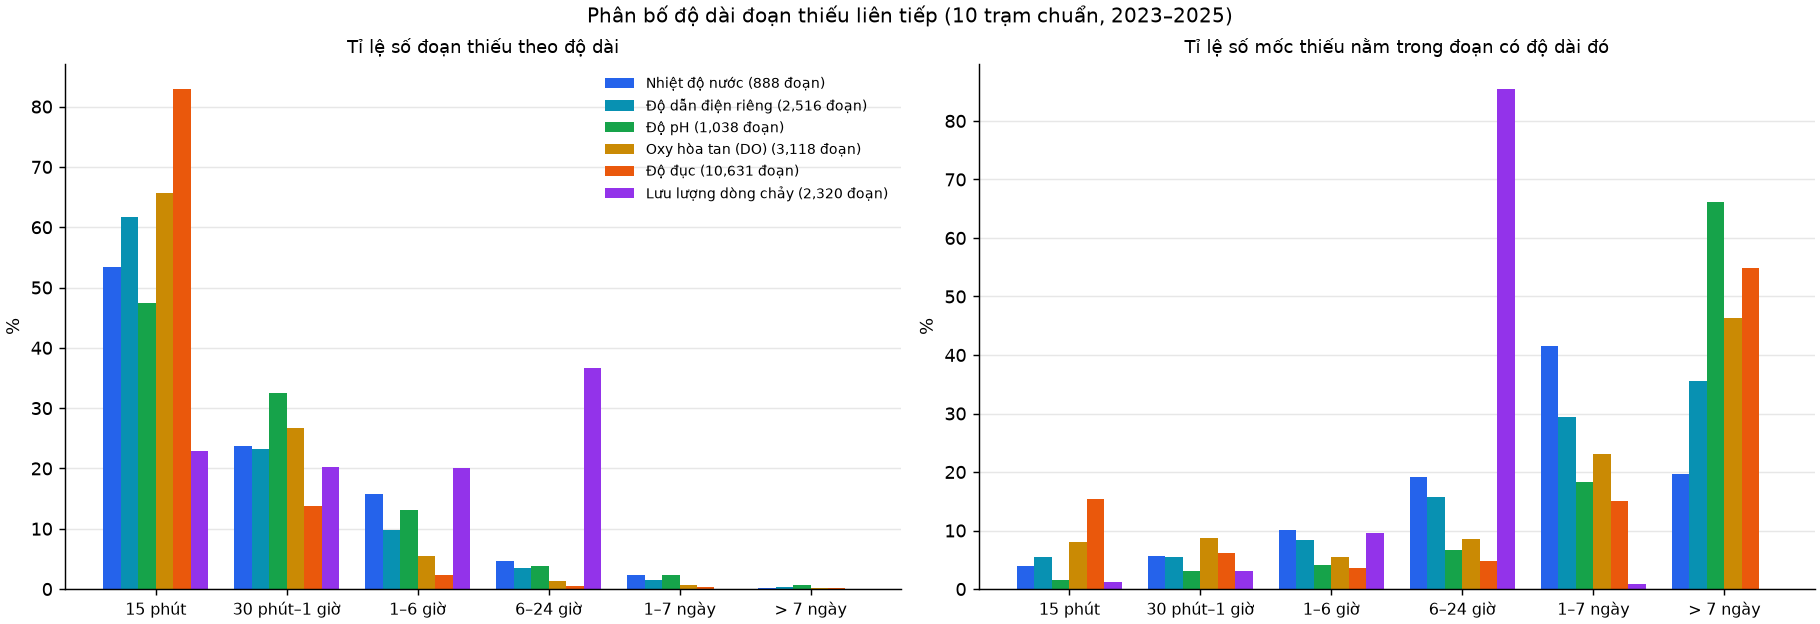 Phân bố độ dài đoạn thiếu liên tiếp (10 trạm chuẩn, 2023–2025)
Tỉ lệ số đoạn thiếu theo độ dài
%
80
70
60
50
40
30
20
10
0
Nhiệt độ nước (888 đoạn)
Độ dẫn điện riêng (2,516 đoạn)
Độ pH (1,038 đoạn)
Oxy hòa tan (DO) (3,118 đoạn)
Độ đục (10,631 đoạn)
Lưu lượng dòng chảy (2,320 đoạn)
15 phút
30 phút–1 giờ
1–6 giờ
6–24 giờ
1–7 ngày
> 7 ngày
Tỉ lệ số mốc thiếu nằm trong đoạn có độ dài đó
%
80
70
60
50
40
30
20
10
0
15 phút
30 phút–1 giờ
1–6 giờ
6–24 giờ
1–7 ngày
> 7 ngày